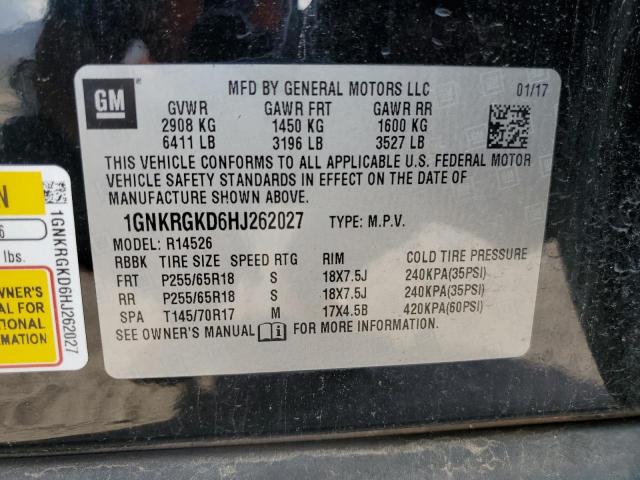 GM
MFD BY GENERAL MOTORS LLC 01/17
GVWR GAWR FRT GAWR RR
2908 KG 1450 KG 1600 KG
6411 LB 3196 LB 3527 LB
THIS VEHICLE CONFORMS TO ALL APPLICABLE U.S. FEDERAL MOTOR
VEHICLE SAFETY STANDARDS IN EFFECT ON THE DATE OF
MANUFACTURE SHOWN ABOVE.
1GNKRGKD6HJ262027 TYPE: M.P.V.
MODEL: R14526
RBBK TIRE SIZE SPEED RTG RIM COLD TIRE PRESSURE
FRT P255/65R18 S 18X7.5J 240KPA(35PSI)
RR P255/65R18 S 18X7.5J 240KPA(35PSI)
SPA T145/70R17 M 17X4.5B 420KPA(60PSI)
SEE OWNER'S MANUAL i FOR MORE INFORMATION.
N
6
lbs.
WNER'S
AL FOR
TIONAL
MATION
1GNKRGKD6HJ262027